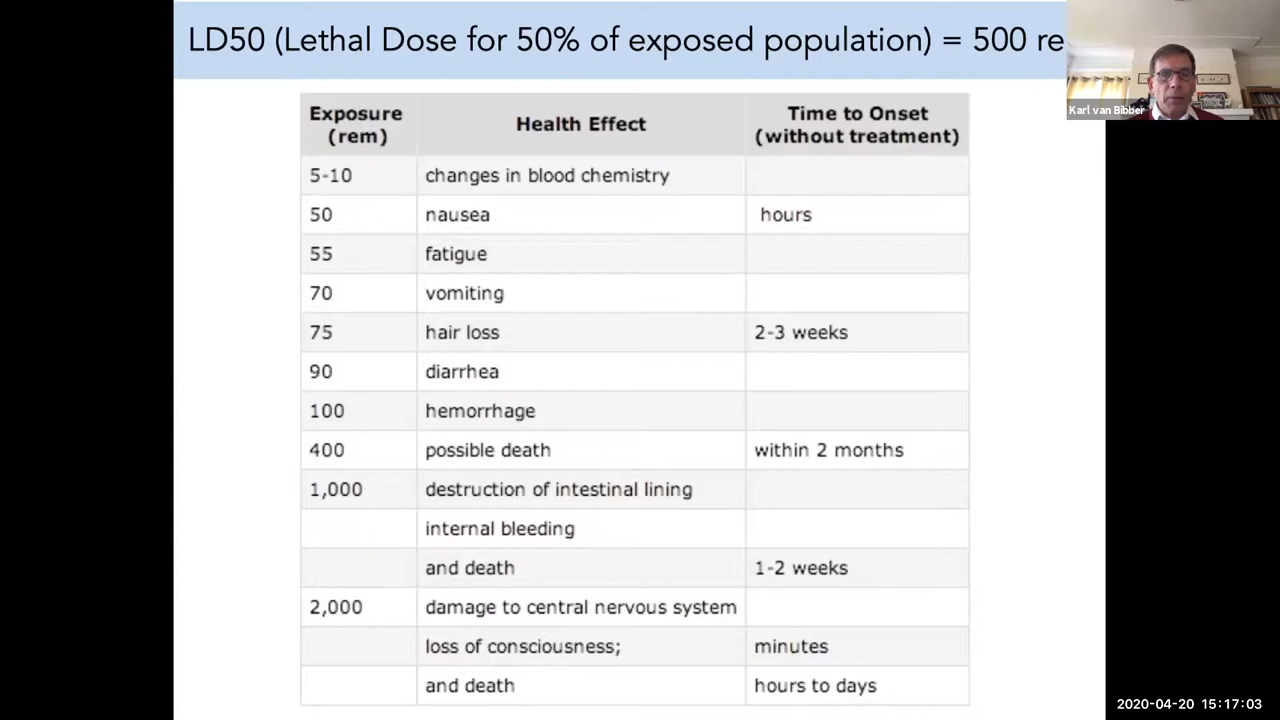 LD50 (Lethal Dose for 50% of exposed population) = 500 re
Karl van Bibber
Exposure (rem) Health Effect Time to Onset (without treatment)
5-10 changes in blood chemistry
50 nausea hours
55 fatigue
70 vomiting
75 hair loss 2-3 weeks
90 diarrhea
100 hemorrhage
400 possible death within 2 months
1,000 destruction of intestinal lining
internal bleeding
and death 1-2 weeks
2,000 damage to central nervous system
loss of consciousness; minutes
and death hours to days
2020-04-20 15:17:03